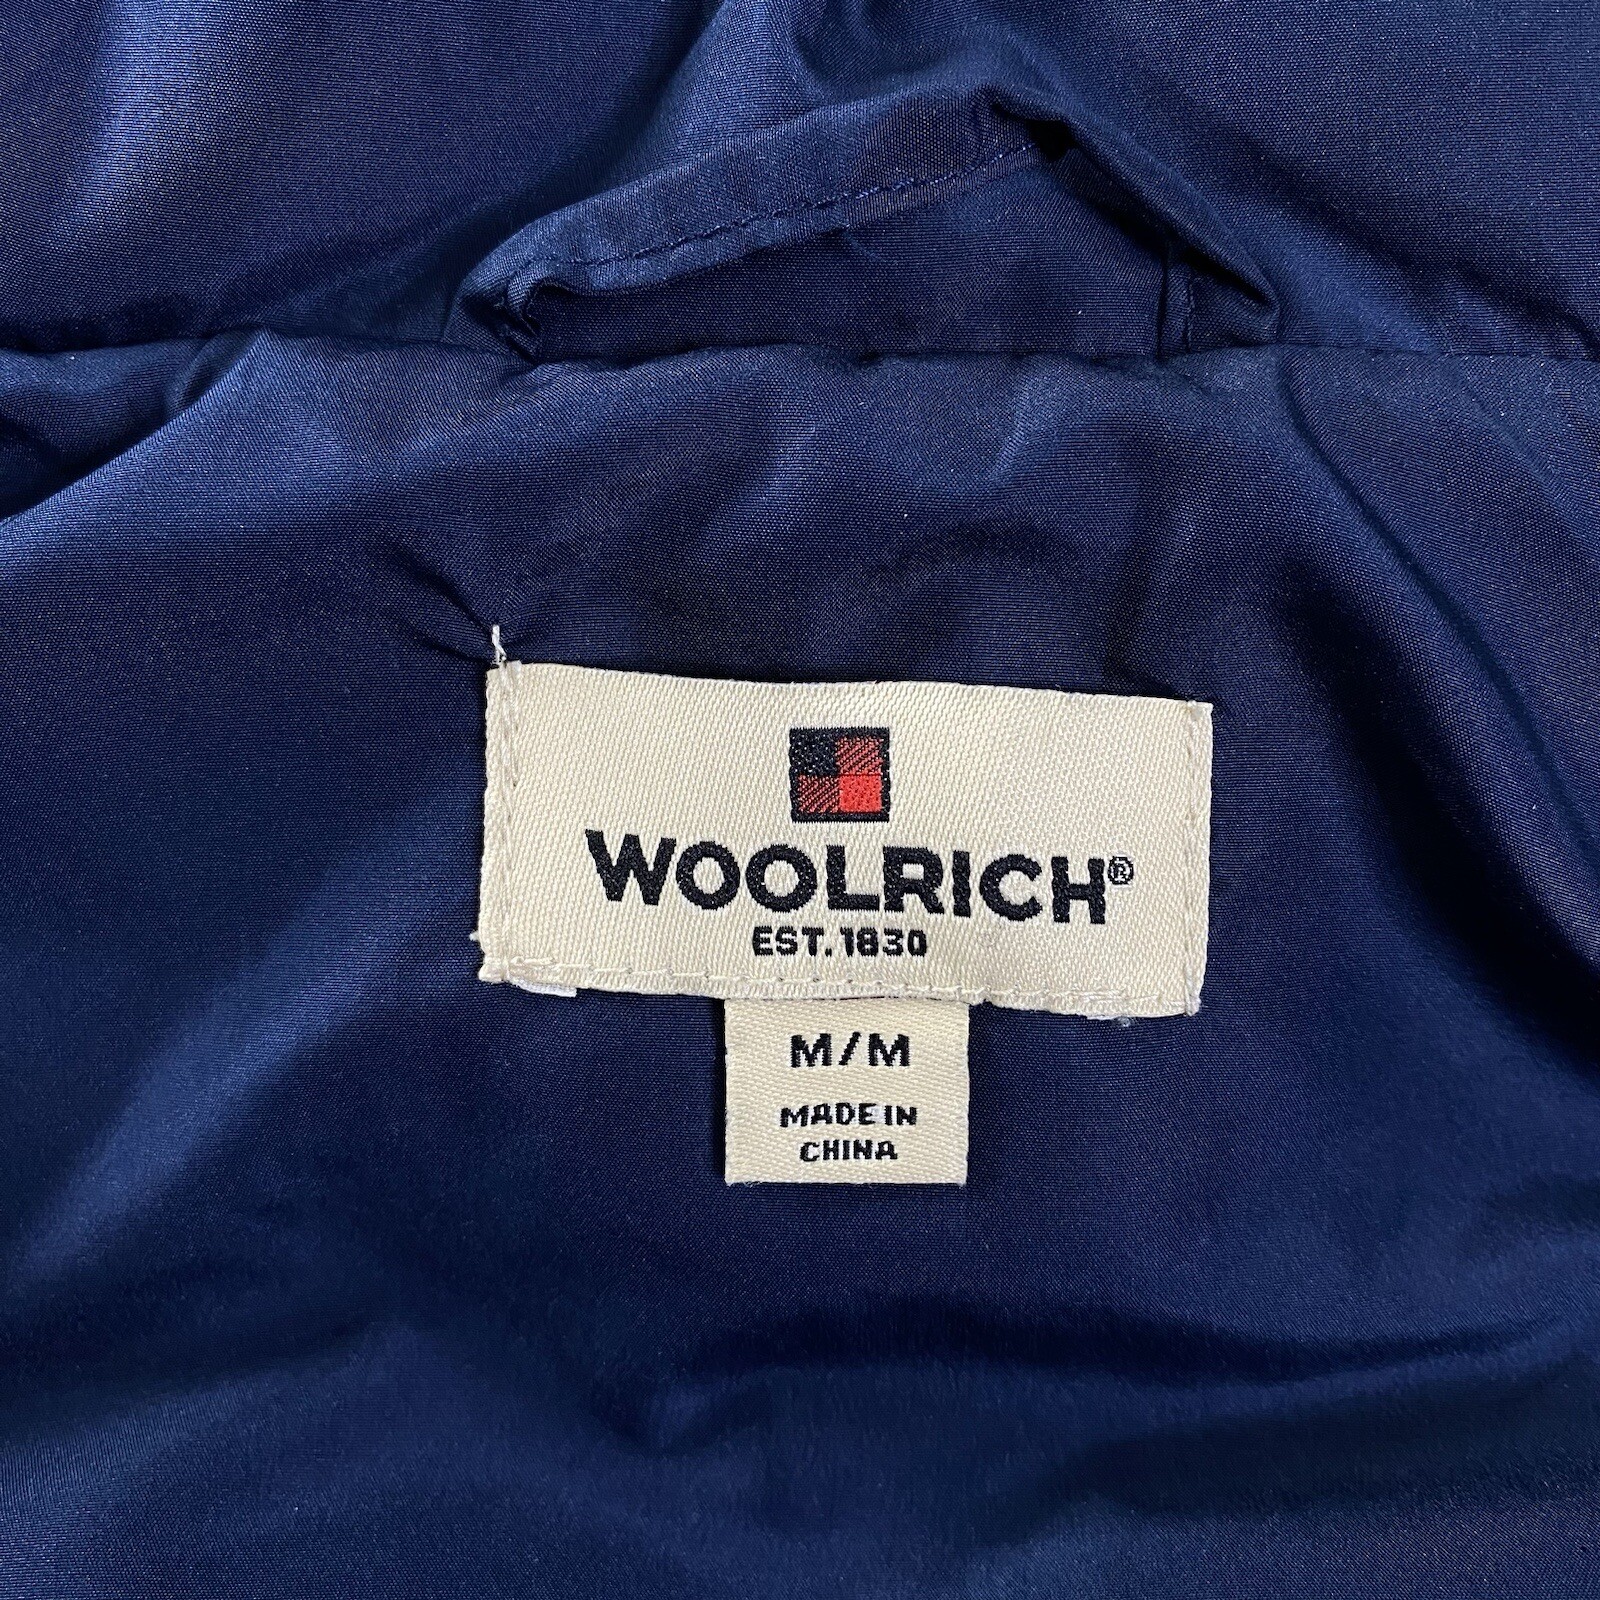 WOOLRICH®
EST. 1830
M/M
MADE IN
CHINA